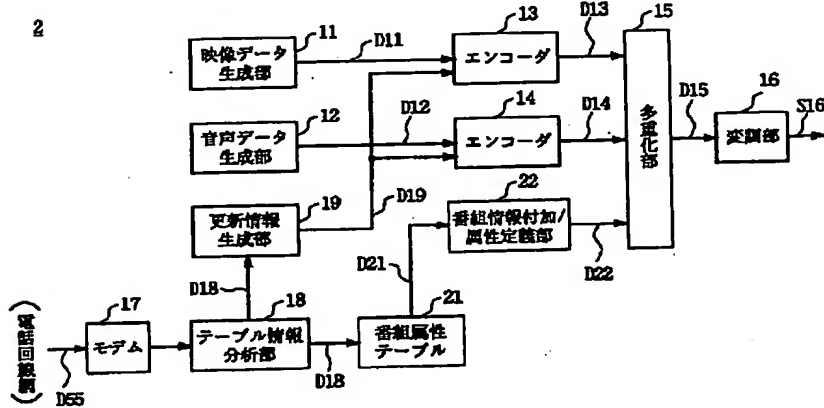 2
11
映像データ
生成部
D11
13
エンコーダ
D13
15
多重化部
D15
16
変調部
S16
12
音声データ
生成部
D12
14
エンコーダ
D14
19
更新情報
生成部
D19
22
番組情報付加/
属性定義部
D22
D18
D21
(電話回線網)
D55
17
モデム
18
テーブル情報
分析部
D18
21
番組属性
テーブル